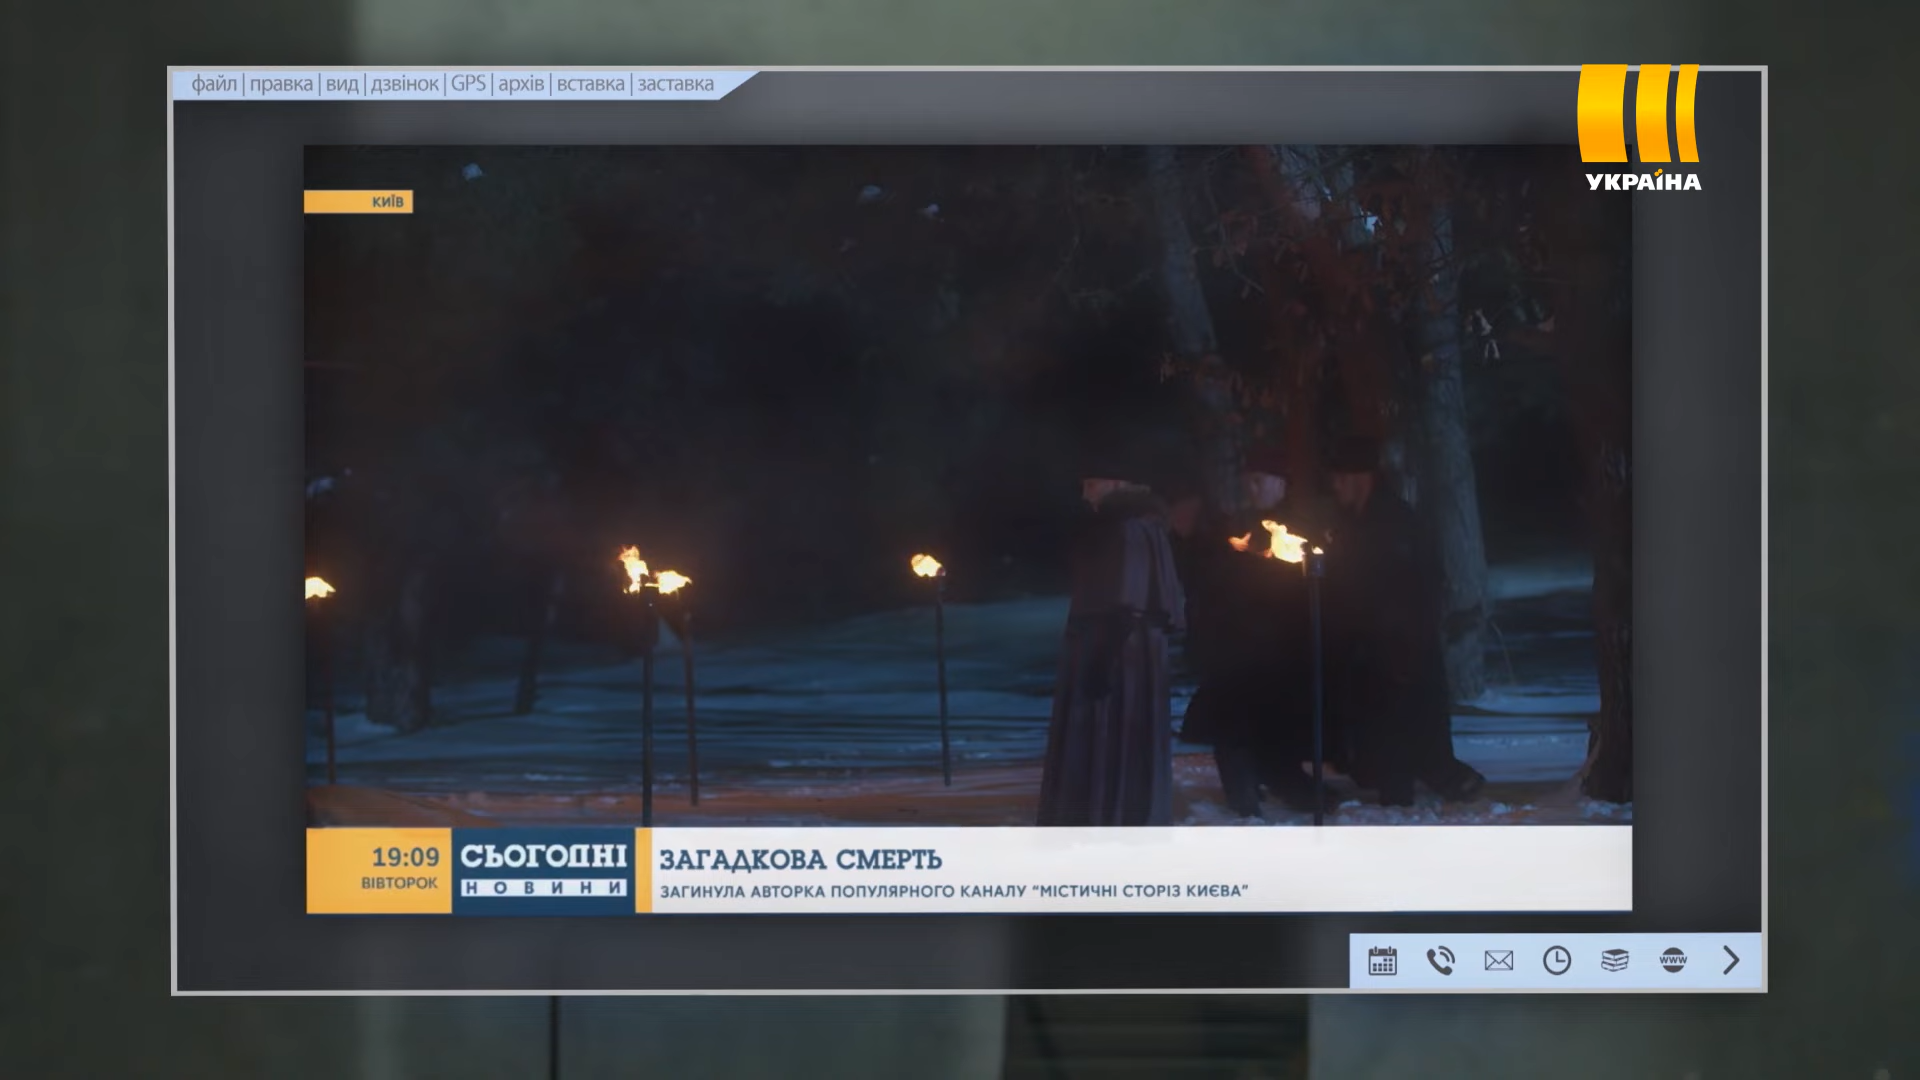 файл | правка | вид | дзвінок | GPS | архів | вставка | заставка
УКРАЇНА
КИЇВ
19:09
ВІВТОРОК
СЬОГОДНІ
НОВИНИ
ЗАГАДКОВА СМЕРТЬ
ЗАГИНУЛА АВТОРКА ПОПУЛЯРНОГО КАНАЛУ “МІСТИЧНІ СТОРІЗ КИЄВА”
WWW